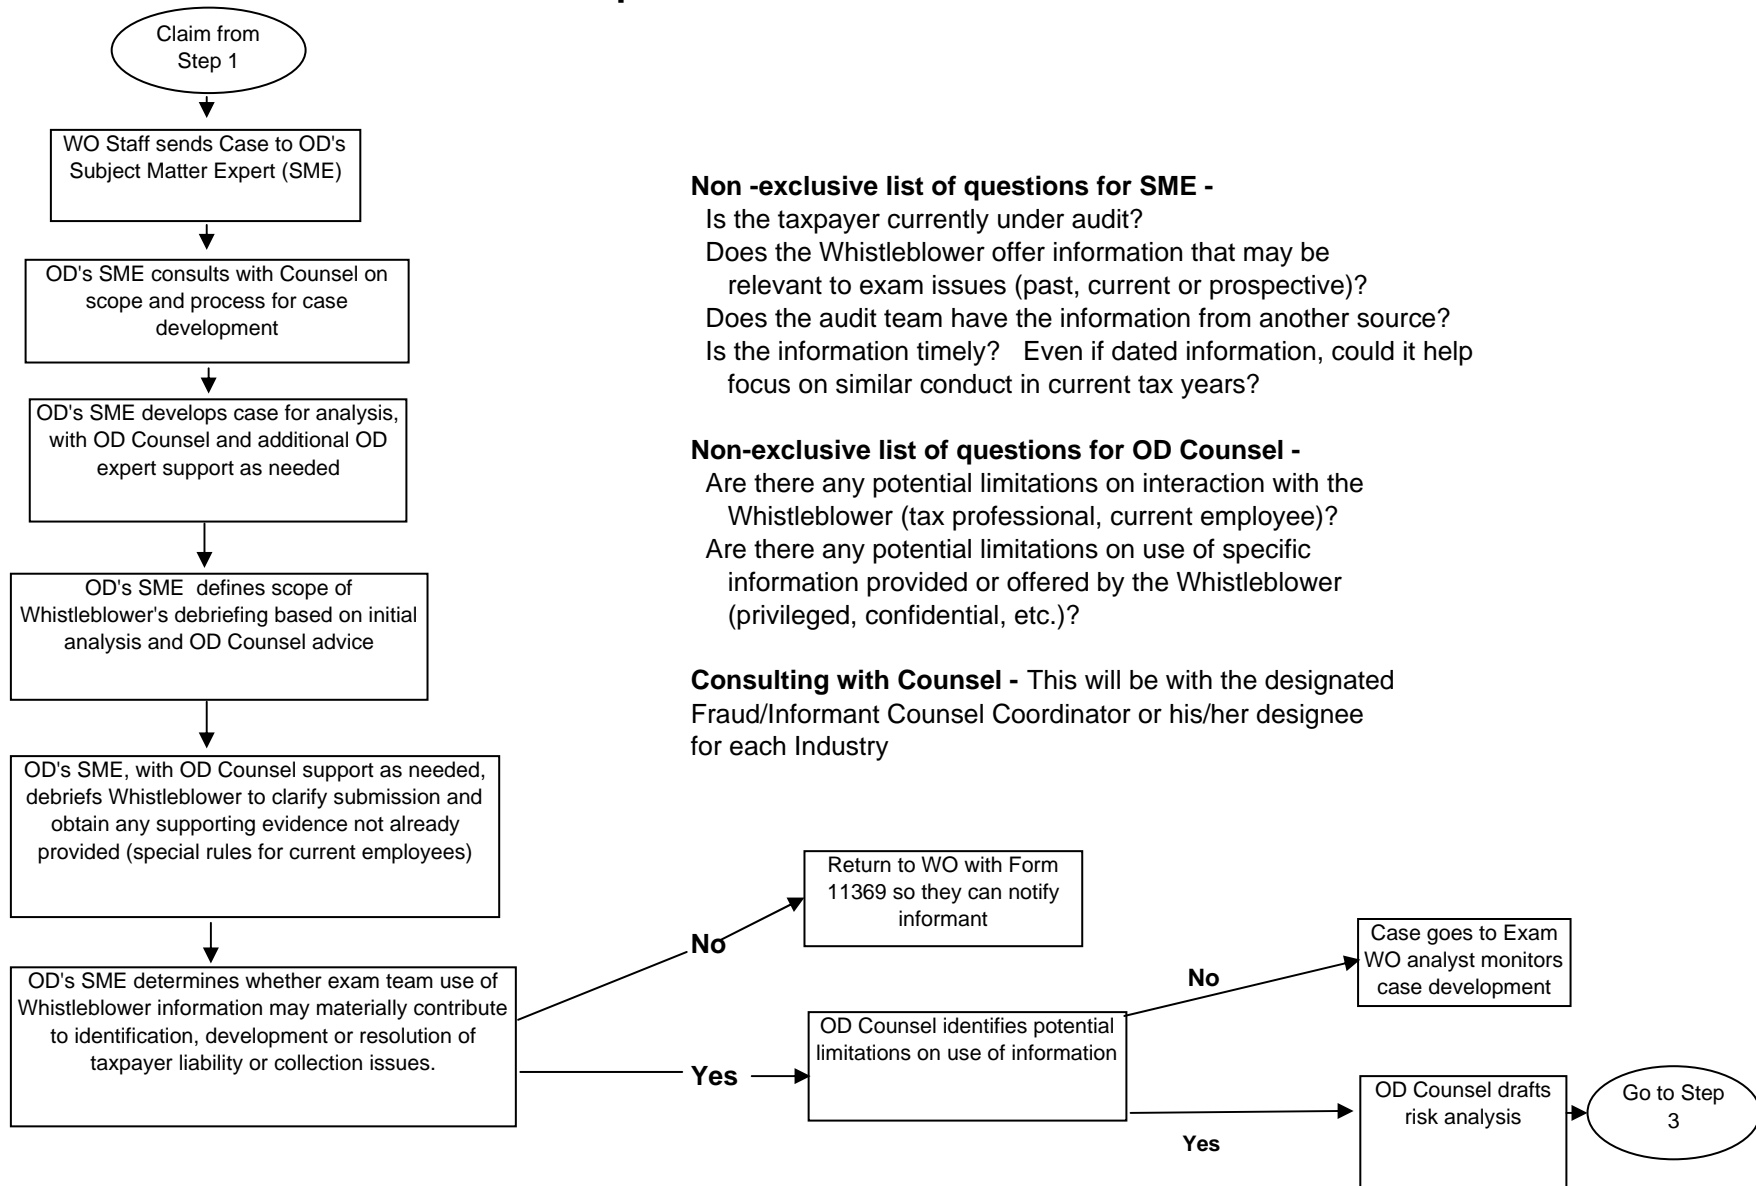 Claim from
Step 1
WO Staff sends Case to OD's
Subject Matter Expert (SME)
OD's SME consults with Counsel on
scope and process for case
development
OD's SME develops case for analysis,
with OD Counsel and additional OD
expert support as needed
OD's SME defines scope of
Whistleblower's debriefing based on initial
analysis and OD Counsel advice
OD's SME, with OD Counsel support as needed,
debriefs Whistleblower to clarify submission and
obtain any supporting evidence not already
provided (special rules for current employees)
OD's SME determines whether exam team use of
Whistleblower information may materially contribute
to identification, development or resolution of
taxpayer liability or collection issues.
Non -exclusive list of questions for SME -
Is the taxpayer currently under audit?
Does the Whistleblower offer information that may be
relevant to exam issues (past, current or prospective)?
Does the audit team have the information from another source?
Is the information timely? Even if dated information, could it help
focus on similar conduct in current tax years?
Non-exclusive list of questions for OD Counsel -
Are there any potential limitations on interaction with the
Whistleblower (tax professional, current employee)?
Are there any potential limitations on use of specific
information provided or offered by the Whistleblower
(privileged, confidential, etc.)?
Consulting with Counsel - This will be with the designated
Fraud/Informant Counsel Coordinator or his/her designee
for each Industry
No
Return to WO with Form
11369 so they can notify
informant
Yes
OD Counsel identifies potential
limitations on use of information
No
Case goes to Exam
WO analyst monitors
case development
Yes
OD Counsel drafts
risk analysis
Go to Step
3